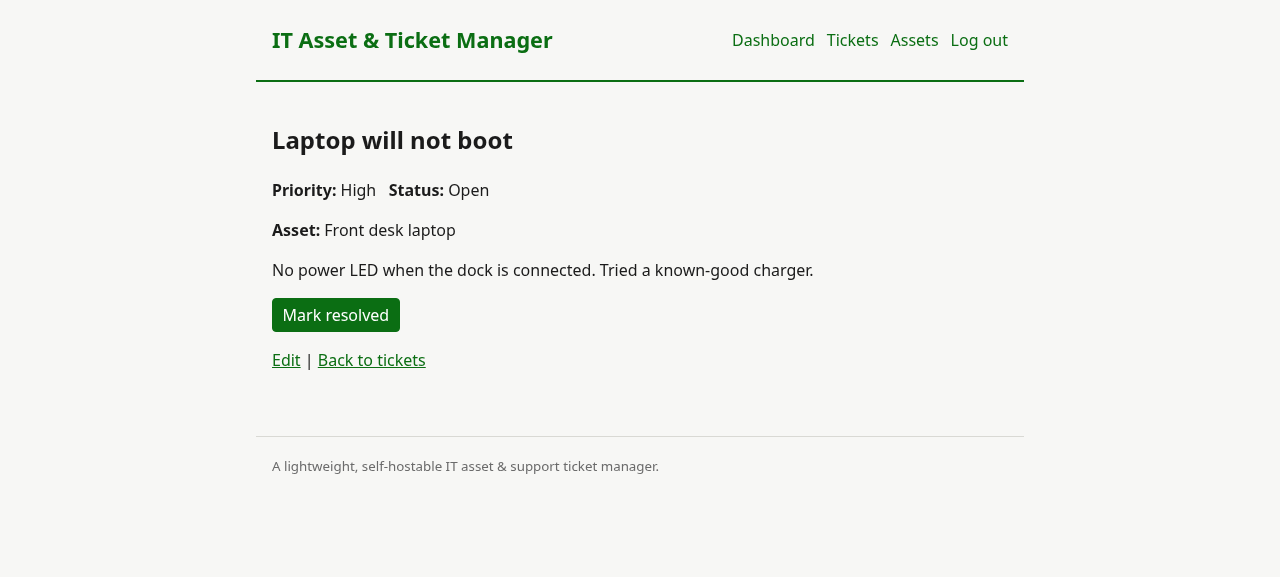 IT Asset & Ticket Manager
Dashboard Tickets Assets Log out
Laptop will not boot
Priority: High Status: Open
Asset: Front desk laptop
No power LED when the dock is connected. Tried a known-good charger.
Mark resolved
Edit | Back to tickets
A lightweight, self-hostable IT asset & support ticket manager.